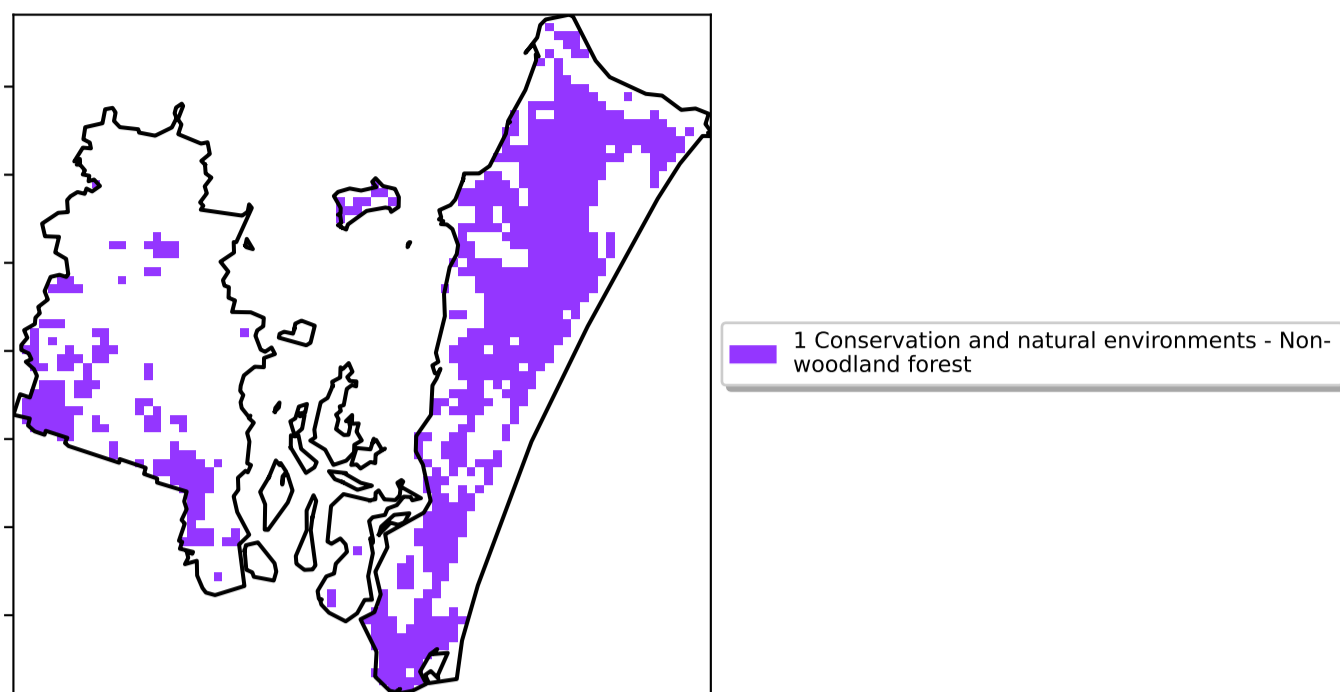 1 Conservation and natural environments - Non-
woodland forest